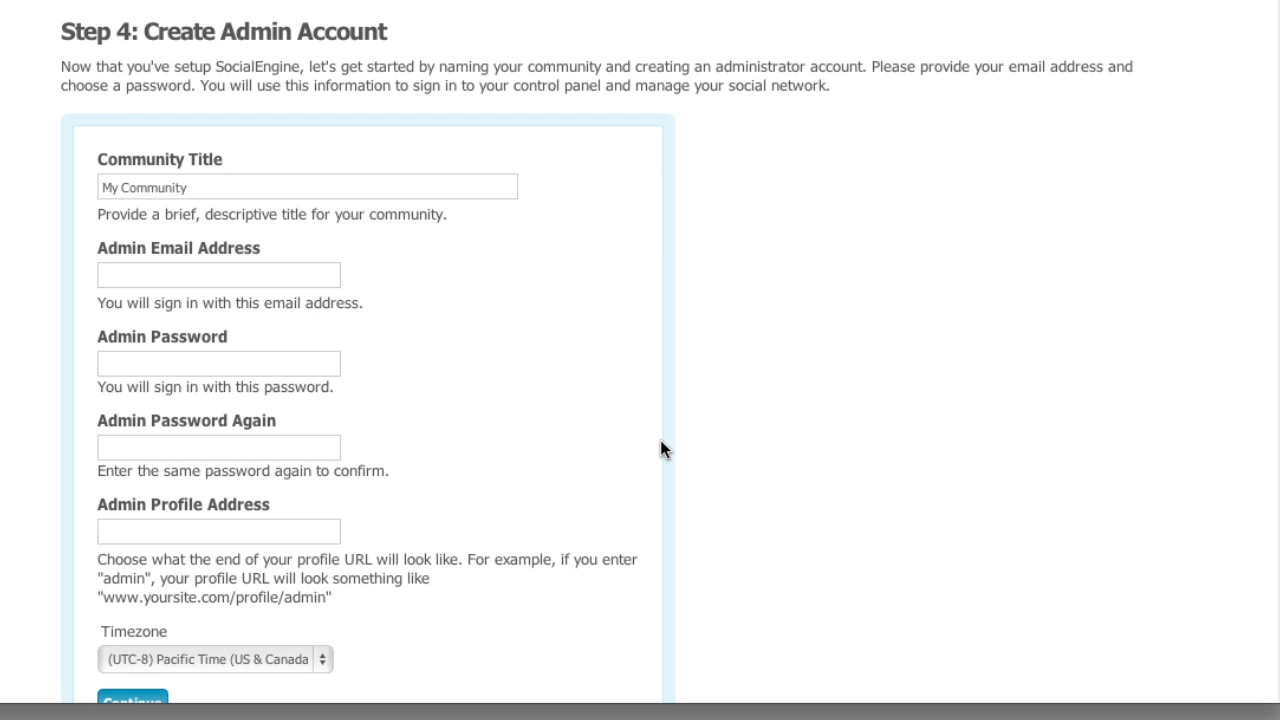 Step 4: Create Admin Account
Now that you've setup SocialEngine, let's get started by naming your community and creating an administrator account. Please provide your email address and
choose a password. You will use this information to sign in to your control panel and manage your social network.
Community Title
My Community
Provide a brief, descriptive title for your community.
Admin Email Address
You will sign in with this email address.
Admin Password
You will sign in with this password.
Admin Password Again
Enter the same password again to confirm.
Admin Profile Address
Choose what the end of your profile URL will look like. For example, if you enter
"admin", your profile URL will look something like
"www.yoursite.com/profile/admin"
Timezone
(UTC-8) Pacific Time (US & Canada
Continue